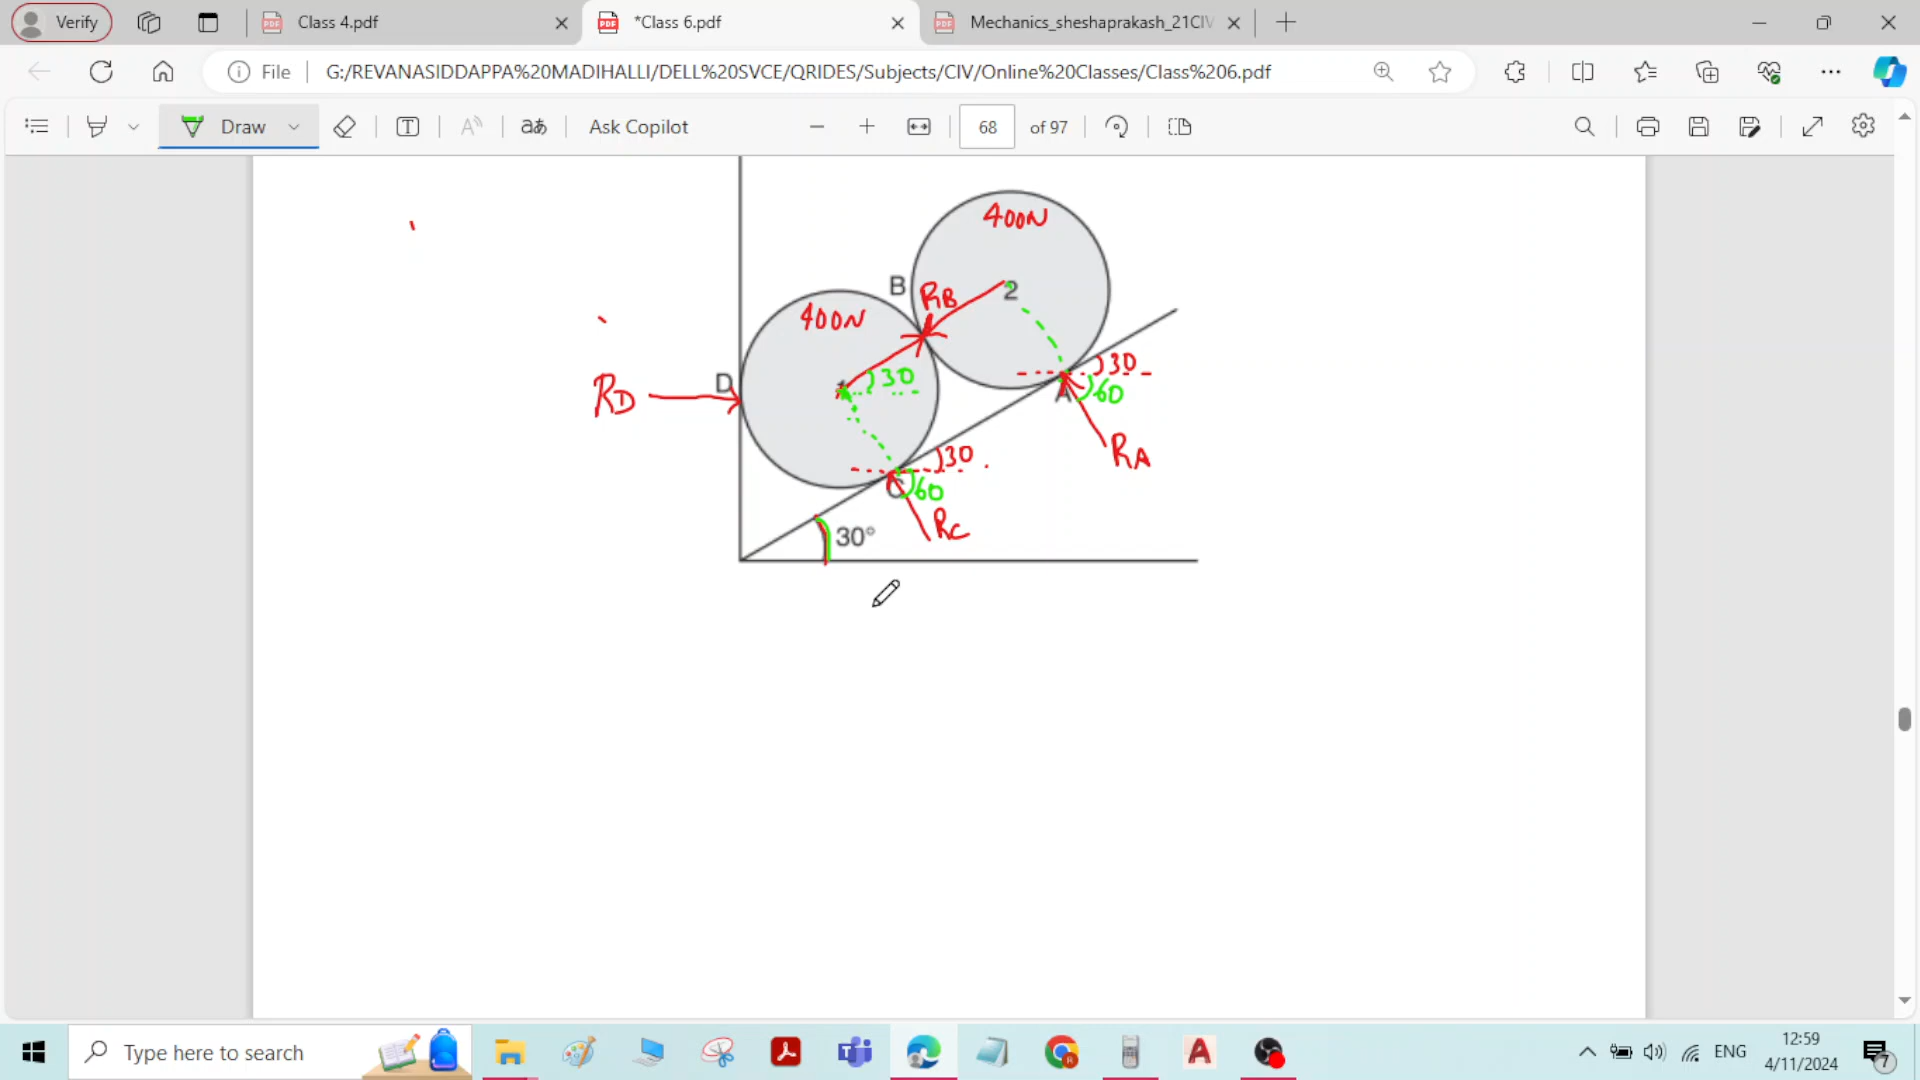 Verify
Class 4.pdf
*Class 6.pdf
Mechanics_sheshaprakash_21CIV
File
G:/REVANASIDDAPPA%20MADIHALLI/DELL%20SVCE/QRIDES/Subjects/CIV/Online%20Classes/Class%206.pdf
Draw
Ask Copilot
68
of 97
400N
B
RB
2
400N
30
D
RD
30
A
60
RA
30
C
60
RC
30°
Type here to search
ENG
12:59
4/11/2024
7